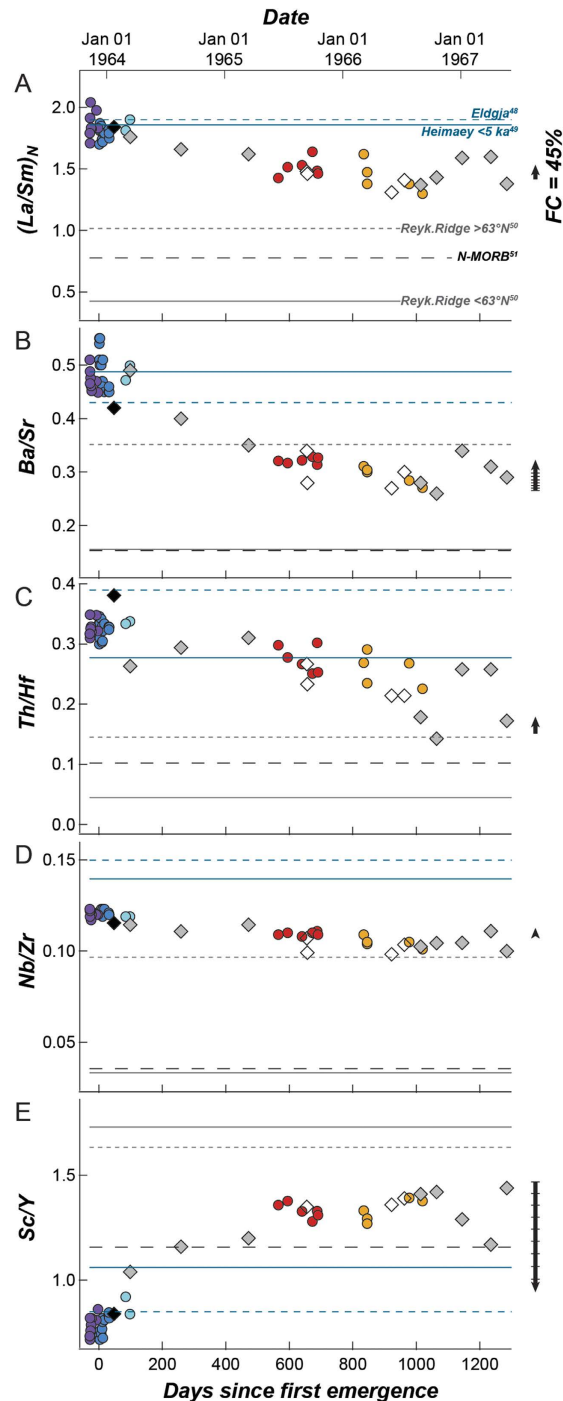 Date
Jan 01 Jan 01 Jan 01 Jan 01
1964 1965 1966 1967
A
2.0
1.5
1.0
0.5
(La/Sm)N
Eldgja48
Heimaey <5 ka49
Reyk.Ridge >63°N50
N-MORB51
Reyk.Ridge <63°N50
FC = 45%
B
0.5
0.4
0.3
0.2
Ba/Sr
C
0.4
0.3
0.2
0.1
0.0
Th/Hf
D
0.15
0.10
0.05
Nb/Zr
E
1.5
1.0
Sc/Y
0 200 400 600 800 1000 1200
Days since first emergence